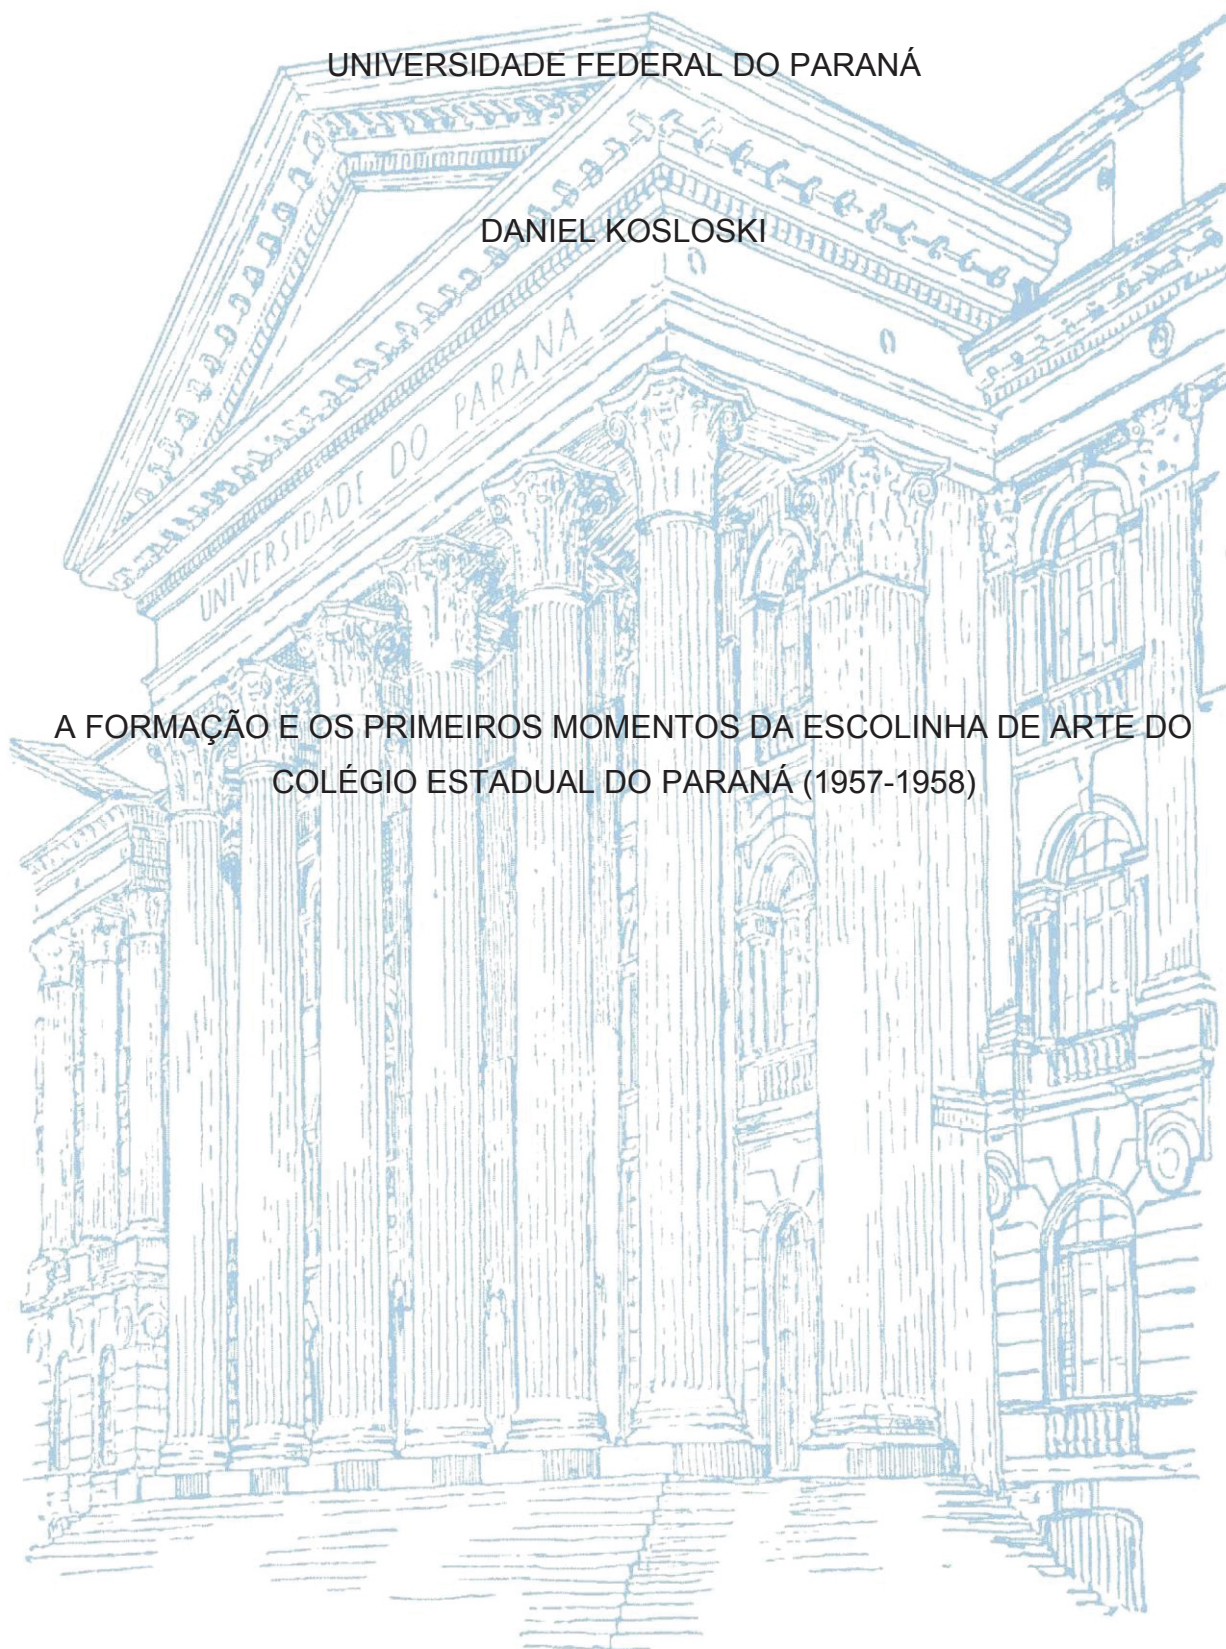 UNIVERSIDADE FEDERAL DO PARANÁ
DANIEL KOSLOSKI
UNIVERSIDADE DO PARANÁ
A FORMAÇÃO E OS PRIMEIROS MOMENTOS DA ESCOLINHA DE ARTE DO
COLÉGIO ESTADUAL DO PARANÁ (1957-1958)